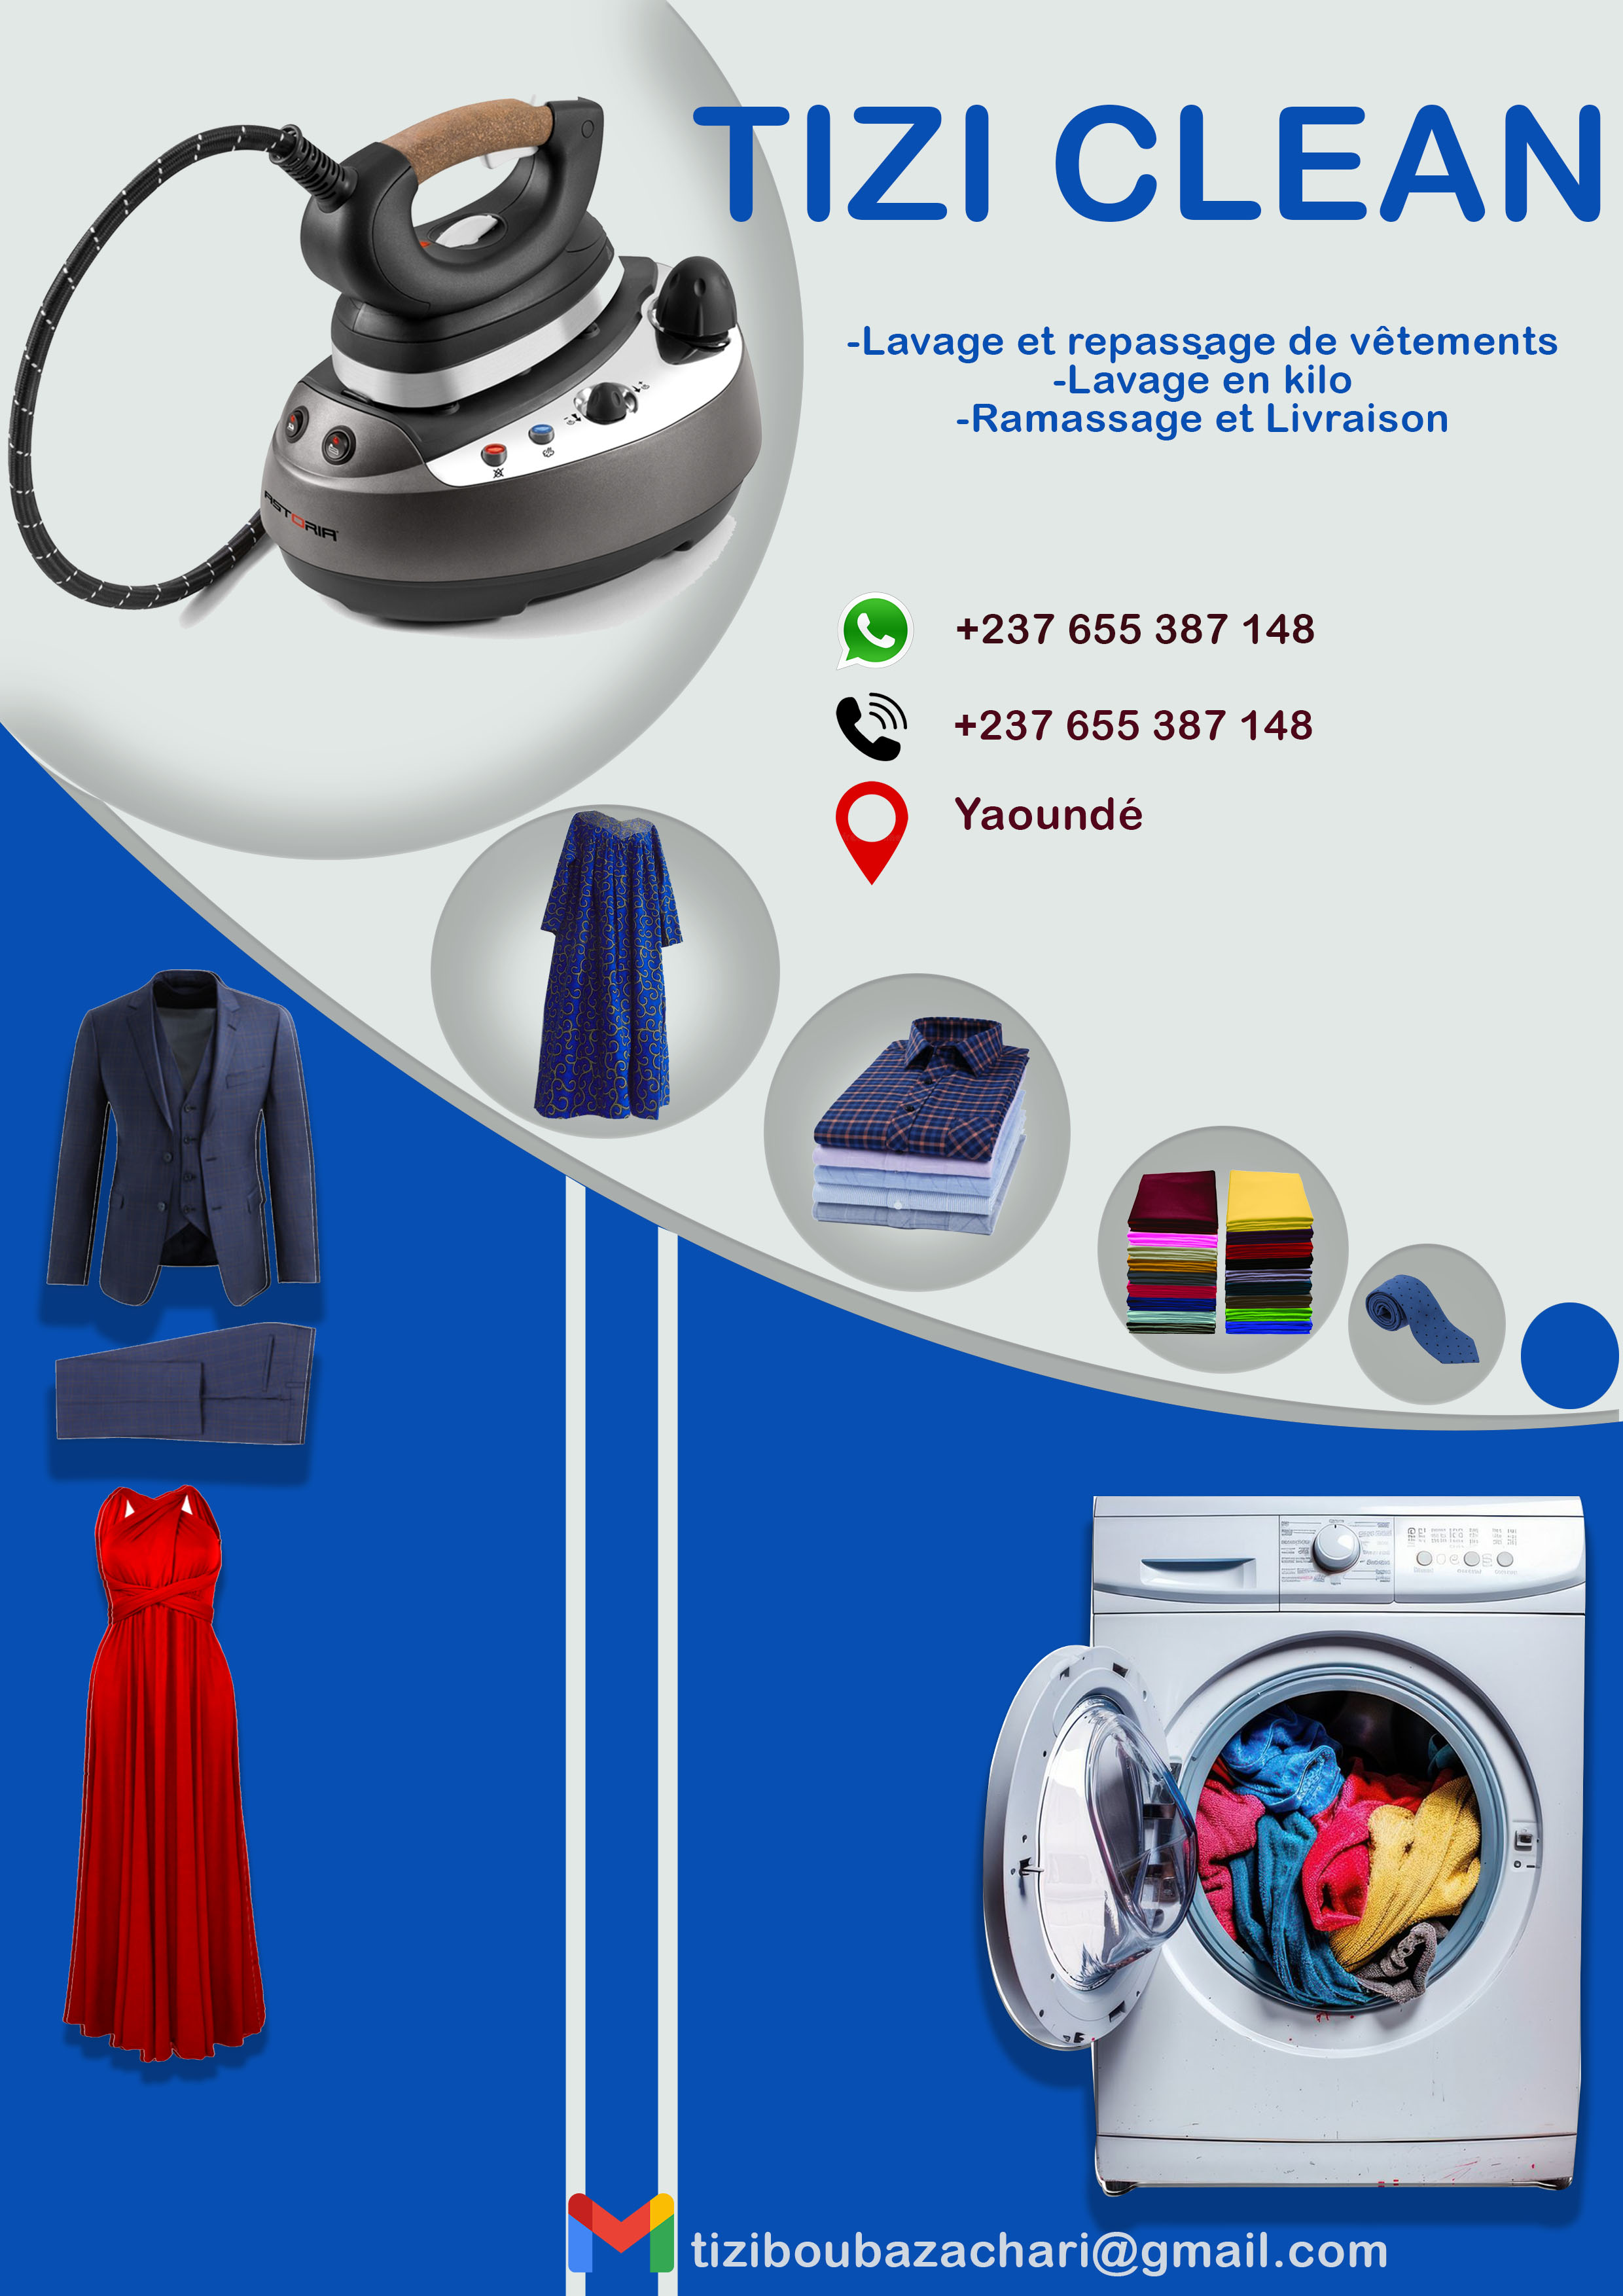 TIZI CLEAN
-Lavage et repassage de vêtements
-Lavage en kilo
-Ramassage et Livraison
ASTORIA
+237 655 387 148
+237 655 387 148
Yaoundé
tiziboubazachari@gmail.com